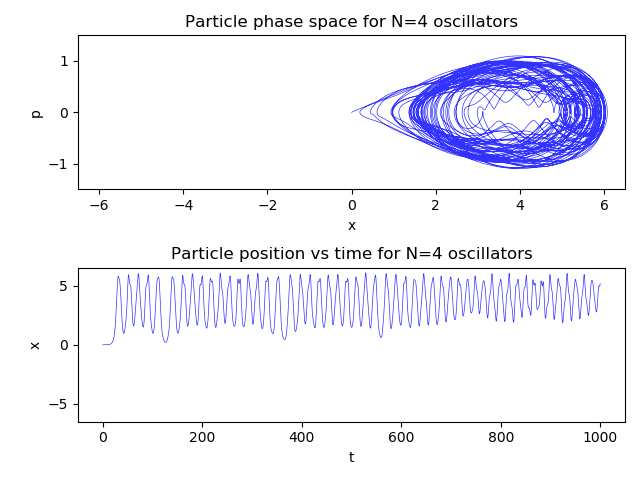 Particle phase space for N=4 oscillators
1
0
−1
p
−6 −4 −2 0 2 4 6
x
Particle position vs time for N=4 oscillators
5
0
−5
x
0 200 400 600 800 1000
t